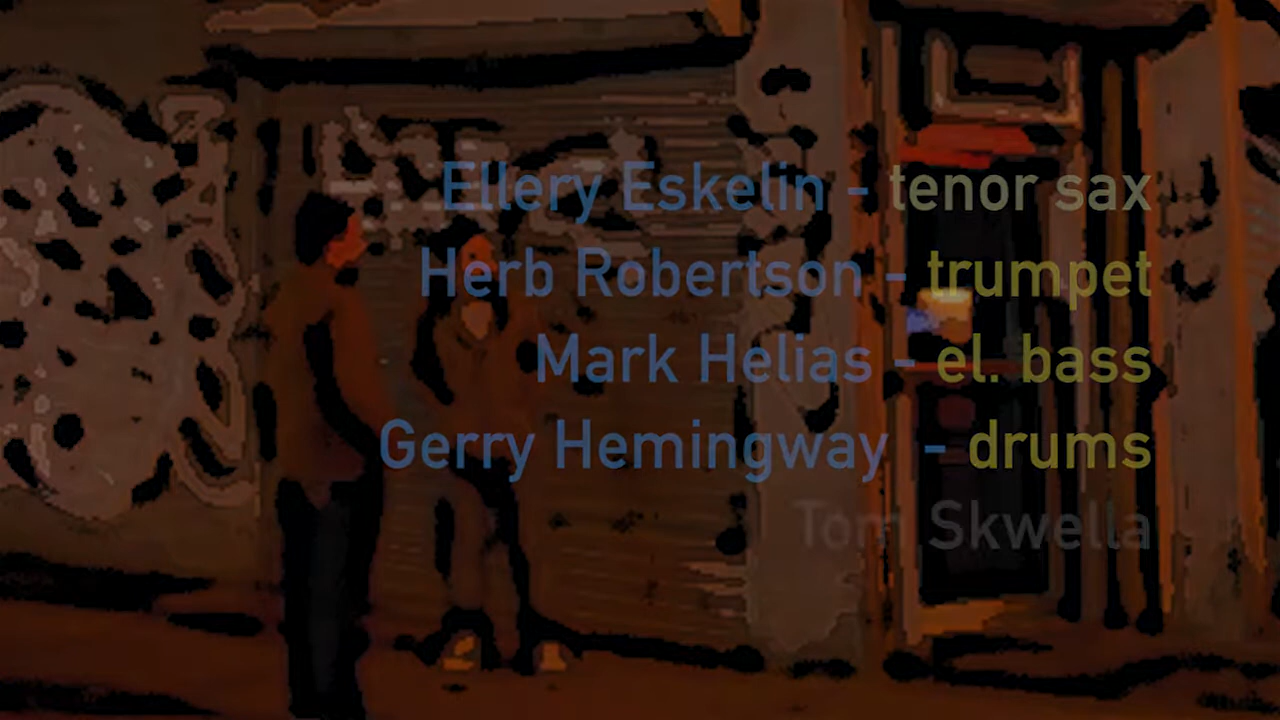 Ellery Eskelin - tenor sax
Herb Robertson - trumpet
Mark Helias - el. bass
Gerry Hemingway - drums
Tom Skwella